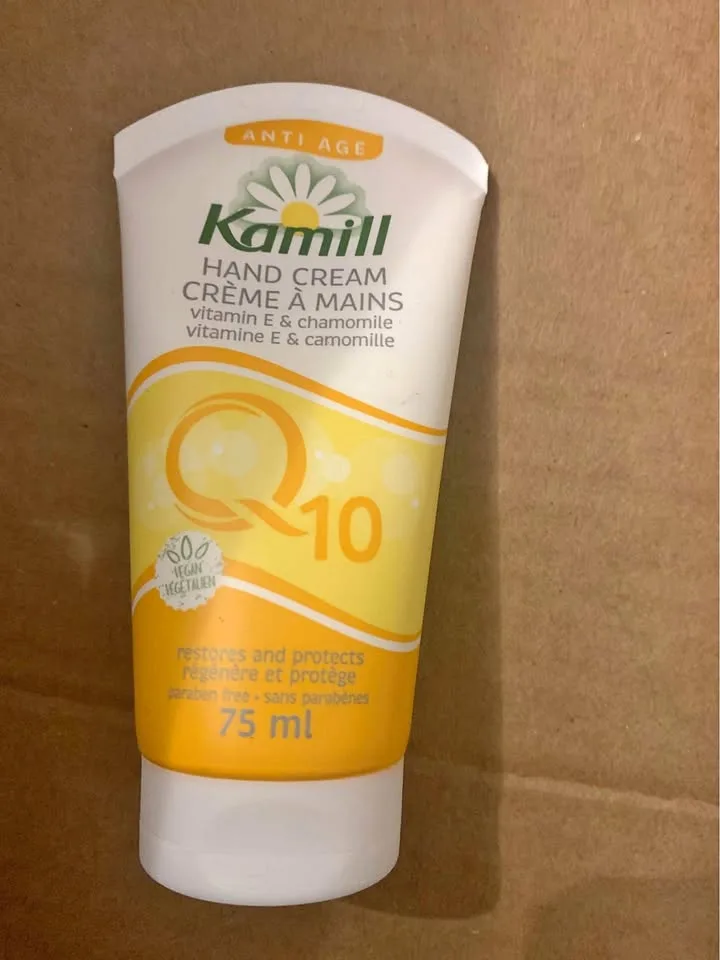 ANTI AGE
Kamill
HAND CREAM
CRÈME À MAINS
vitamin E & chamomile
vitamine E & camomille
Q10
VEGAN
VÉGÉTALIEN
restores and protects
régénère et protège
paraben free • sans parabènes
75 ml